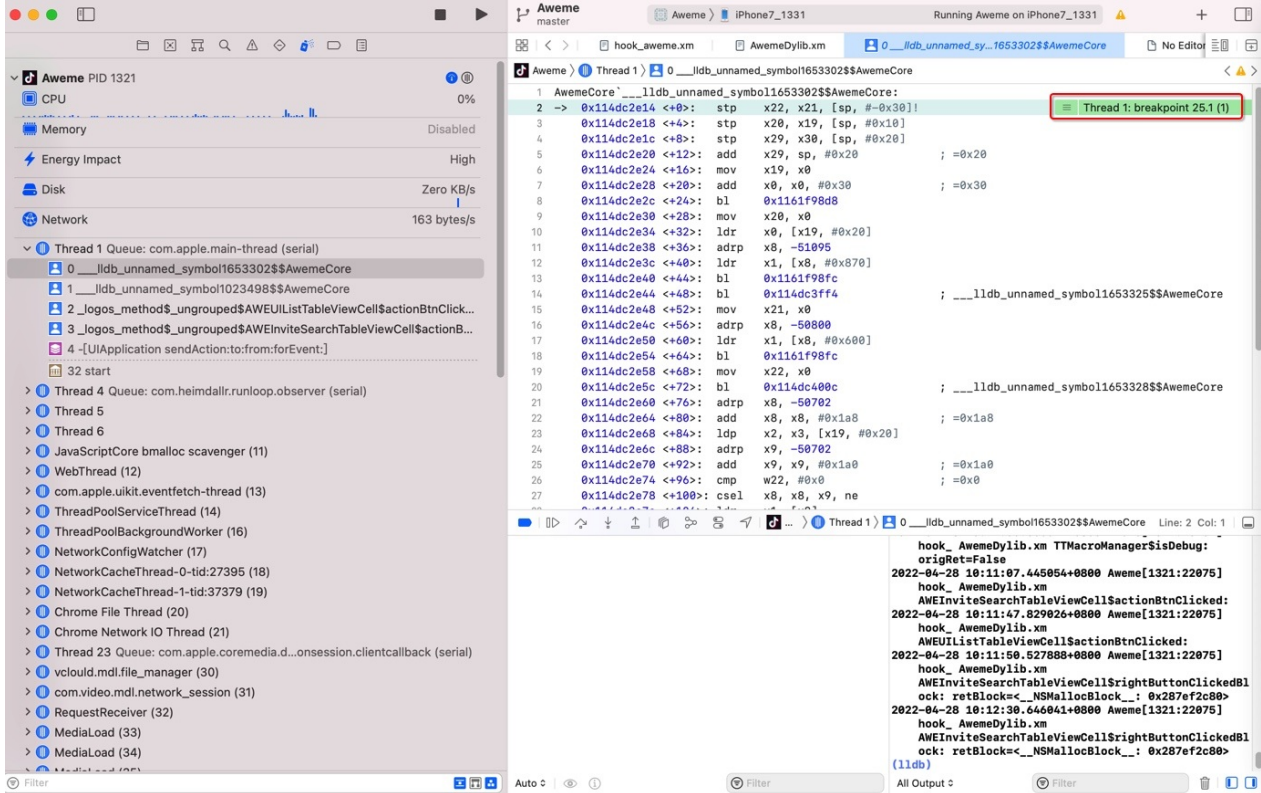 Aweme
master
Aweme 〉 iPhone7_1331
Running Aweme on iPhone7_1331
hook_aweme.xm
AwemeDylib.xm
0 ___lldb_unnamed_sy...1653302$$AwemeCore
No Editor
Aweme PID 1321
CPU
0%
Memory
Disabled
Energy Impact
High
Disk
Zero KB/s
Network
163 bytes/s
Thread 1 Queue: com.apple.main-thread (serial)
0 ___lldb_unnamed_symbol1653302$$AwemeCore
1 ___lldb_unnamed_symbol1023498$$AwemeCore
2 _logos_method$_ungrouped$AWEUIListTableViewCell$actionBtnClick...
3 _logos_method$_ungrouped$AWEInviteSearchTableViewCell$actionB...
4 -[UIApplication sendAction:to:from:forEvent:]
32 start
Thread 4 Queue: com.heimdallr.runloop.observer (serial)
Thread 5
Thread 6
JavaScriptCore bmalloc scavenger (11)
WebThread (12)
com.apple.uikit.eventfetch-thread (13)
ThreadPoolServiceThread (14)
ThreadPoolBackgroundWorker (16)
NetworkConfigWatcher (17)
NetworkCacheThread-0-tid:27395 (18)
NetworkCacheThread-1-tid:37379 (19)
Chrome File Thread (20)
Chrome Network IO Thread (21)
Thread 23 Queue: com.apple.coremedia.d...onsession.clientcallback (serial)
vclould.mdl.file_manager (30)
com.video.mdl.network_session (31)
RequestReceiver (32)
MediaLoad (33)
MediaLoad (34)
Filter
Aweme 〉 Thread 1 〉 0 ___lldb_unnamed_symbol1653302$$AwemeCore
1 AwemeCore`___lldb_unnamed_symbol1653302$$AwemeCore:
2 -> 0x114dc2e14 <+0>: stp x22, x21, [sp, #-0x30]!
Thread 1: breakpoint 25.1 (1)
3 0x114dc2e18 <+4>: stp x20, x19, [sp, #0x10]
4 0x114dc2e1c <+8>: stp x29, x30, [sp, #0x20]
5 0x114dc2e20 <+12>: add x29, sp, #0x20 ; =0x20
6 0x114dc2e24 <+16>: mov x19, x0
7 0x114dc2e28 <+20>: add x0, x0, #0x30 ; =0x30
8 0x114dc2e2c <+24>: bl 0x1161f98d8
9 0x114dc2e30 <+28>: mov x20, x0
10 0x114dc2e34 <+32>: ldr x0, [x19, #0x20]
11 0x114dc2e38 <+36>: adrp x8, -51095
12 0x114dc2e3c <+40>: ldr x1, [x8, #0x870]
13 0x114dc2e40 <+44>: bl 0x1161f98fc
14 0x114dc2e44 <+48>: bl 0x114dc3ff4 ; ___lldb_unnamed_symbol1653325$$AwemeCore
15 0x114dc2e48 <+52>: mov x21, x0
16 0x114dc2e4c <+56>: adrp x8, -50800
17 0x114dc2e50 <+60>: ldr x1, [x8, #0x600]
18 0x114dc2e54 <+64>: bl 0x1161f98fc
19 0x114dc2e58 <+68>: mov x22, x0
20 0x114dc2e5c <+72>: bl 0x114dc400c ; ___lldb_unnamed_symbol1653328$$AwemeCore
21 0x114dc2e60 <+76>: adrp x8, -50702
22 0x114dc2e64 <+80>: add x8, x8, #0x1a8 ; =0x1a8
23 0x114dc2e68 <+84>: ldp x2, x3, [x19, #0x20]
24 0x114dc2e6c <+88>: adrp x9, -50702
25 0x114dc2e70 <+92>: add x9, x9, #0x1a0 ; =0x1a0
26 0x114dc2e74 <+96>: cmp w22, #0x0 ; =0x0
27 0x114dc2e78 <+100>: csel x8, x8, x9, ne
... 〉 Thread 1 〉 0 ___lldb_unnamed_symbol1653302$$AwemeCore Line: 2 Col: 1
hook_ AwemeDylib.xm TTMacroManager$isDebug:
origRet=False
2022-04-28 10:11:07.445054+0800 Aweme[1321:22075]
hook_ AwemeDylib.xm
AWEInviteSearchTableViewCell$actionBtnClicked:
2022-04-28 10:11:47.829026+0800 Aweme[1321:22075]
hook_ AwemeDylib.xm
AWEUIListTableViewCell$actionBtnClicked:
2022-04-28 10:11:50.527888+0800 Aweme[1321:22075]
hook_ AwemeDylib.xm
AWEInviteSearchTableViewCell$rightButtonClickedBl
ock: retBlock=<__NSMallocBlock__: 0x287ef2c80>
2022-04-28 10:12:30.646041+0800 Aweme[1321:22075]
hook_ AwemeDylib.xm
AWEInviteSearchTableViewCell$rightButtonClickedBl
ock: retBlock=<__NSMallocBlock__: 0x287ef2c80>
(lldb)
Auto
Filter
All Output
Filter